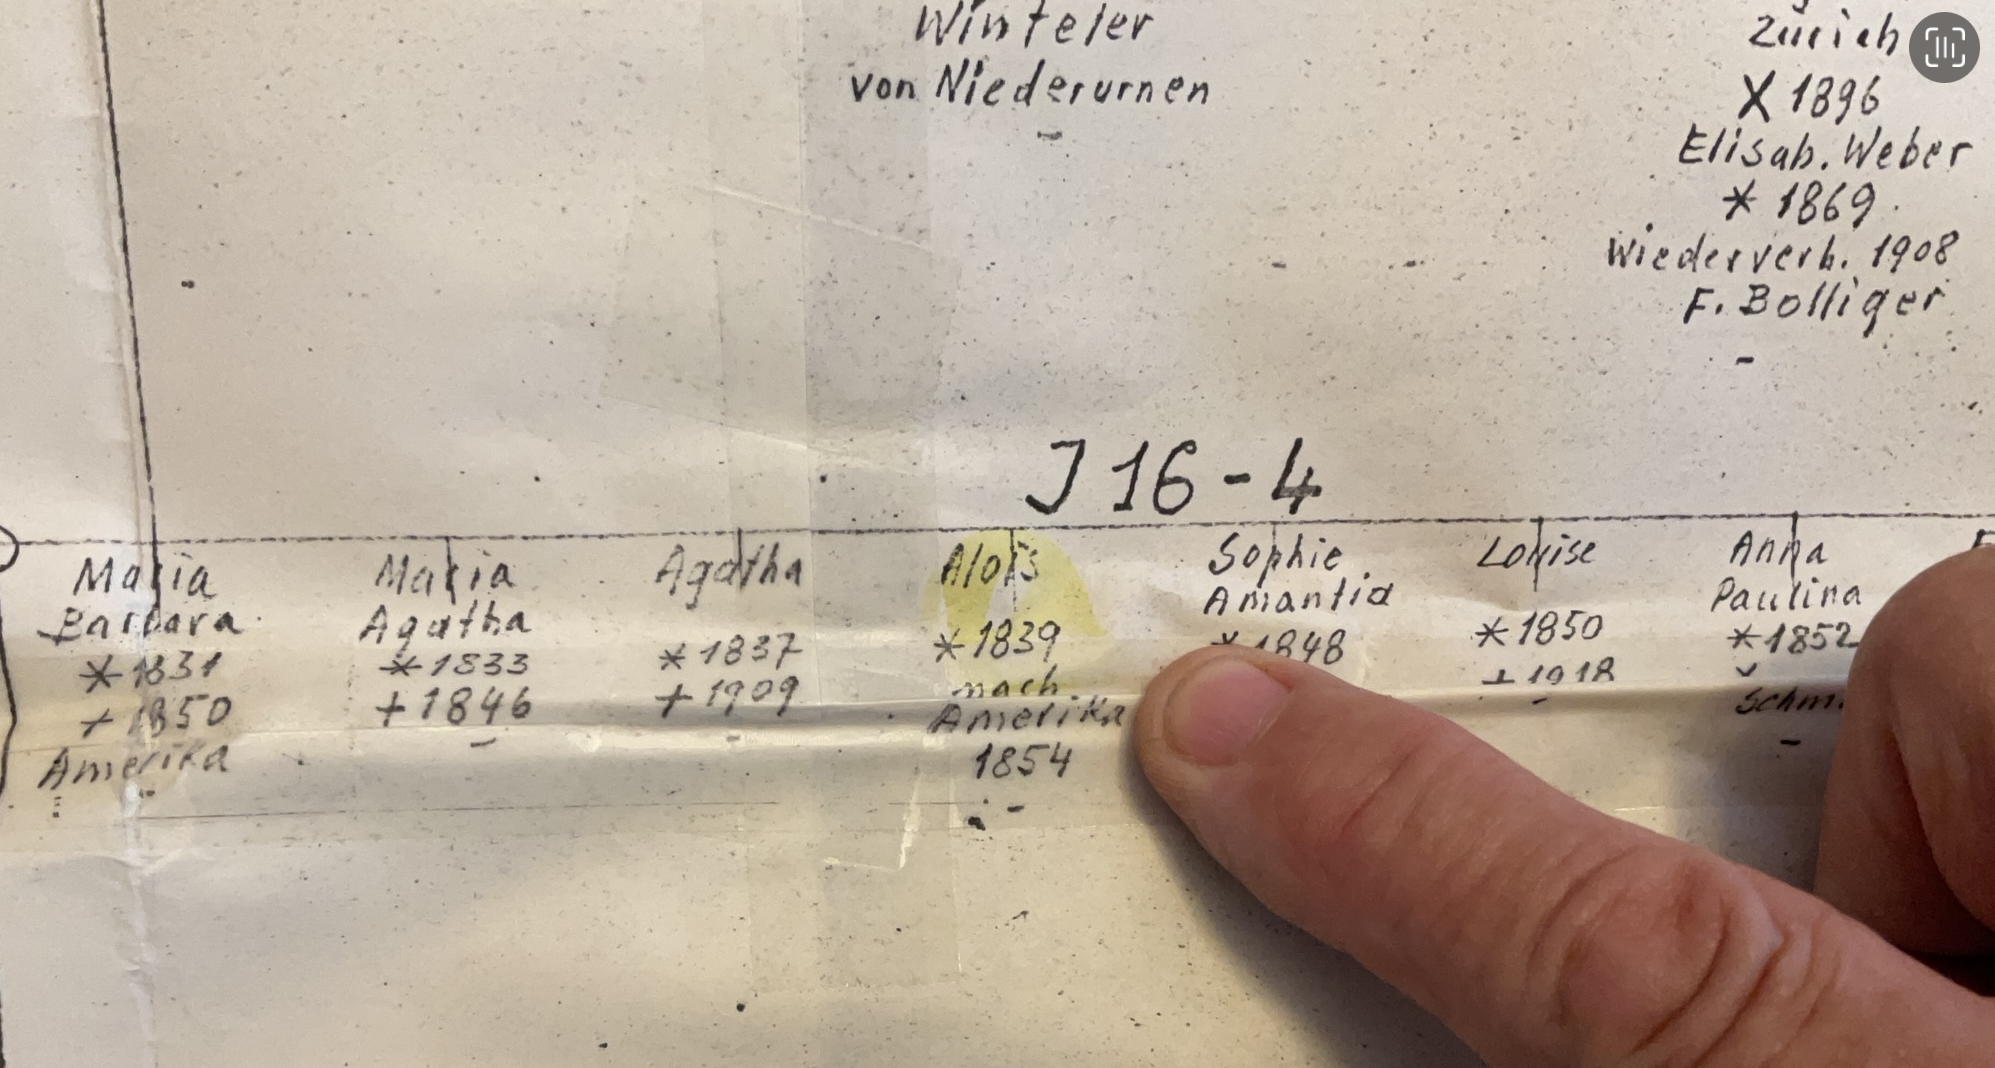 Winteler
von Niederurnen
-
Zürich
X 1896
Elisab. Weber
* 1869
Wiederverh. 1908
F. Bolliger
-
J 16-4
Maria
Barbara
* 1831
+ 1850
Amerika
Maria
Agatha
* 1833
+ 1846
-
Agatha
* 1837
+ 1909
-
Alois
* 1839
nach
Amerika
1854
-
Sophie
Amantia
* 1848
Louise
* 1850
+ 1918
-
Anna
Paulina
* 1852
-